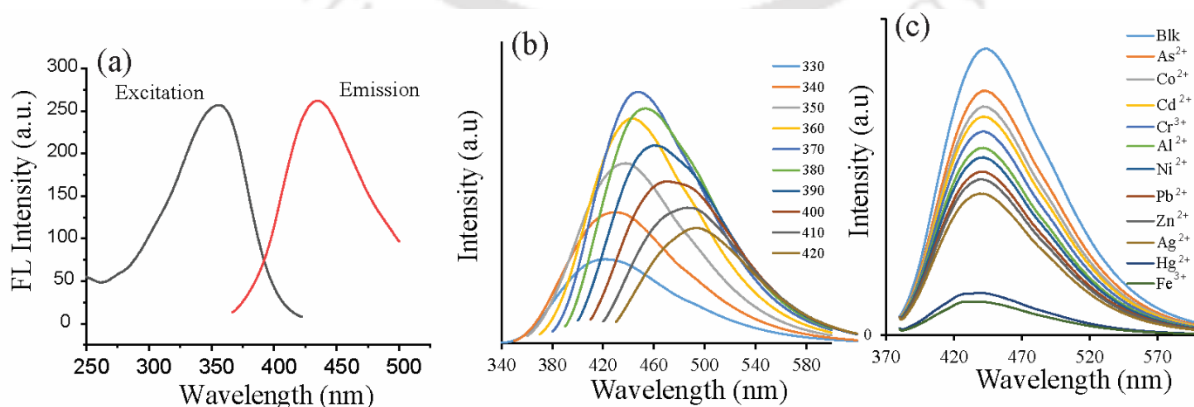 (a)
Excitation
Emission
FL Intensity (a.u.)
300
250
200
150
100
50
0
250 300 350 400 450 500
Wavelength (nm)
(b)
Intensity (a.u)
330
340
350
360
370
380
390
400
410
420
340 420 460 500 540 580
Wavelength (nm)
(c)
Intensity (a.u)
0
Blk
As²⁺
Co²⁺
Cd²⁺
Cr³⁺
Al²⁺
Ni²⁺
Pb²⁺
Zn²⁺
Ag²⁺
Hg²⁺
Fe³⁺
370 420 470 520 570
Wavelength (nm)